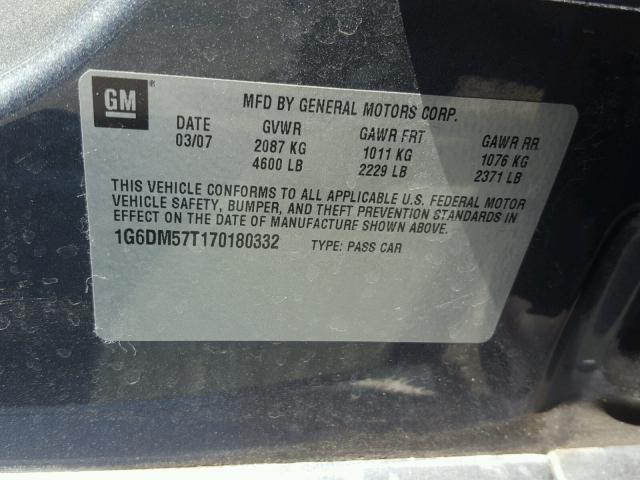 GM ®
MFD BY GENERAL MOTORS CORP.
DATE GVWR GAWR FRT GAWR RR
03/07 2087 KG 1011 KG 1076 KG
4600 LB 2229 LB 2371 LB
THIS VEHICLE CONFORMS TO ALL APPLICABLE U.S. FEDERAL MOTOR
VEHICLE SAFETY, BUMPER, AND THEFT PREVENTION STANDARDS IN
EFFECT ON THE DATE OF MANUFACTURE SHOWN ABOVE.
1G6DM57T170180332 TYPE: PASS CAR